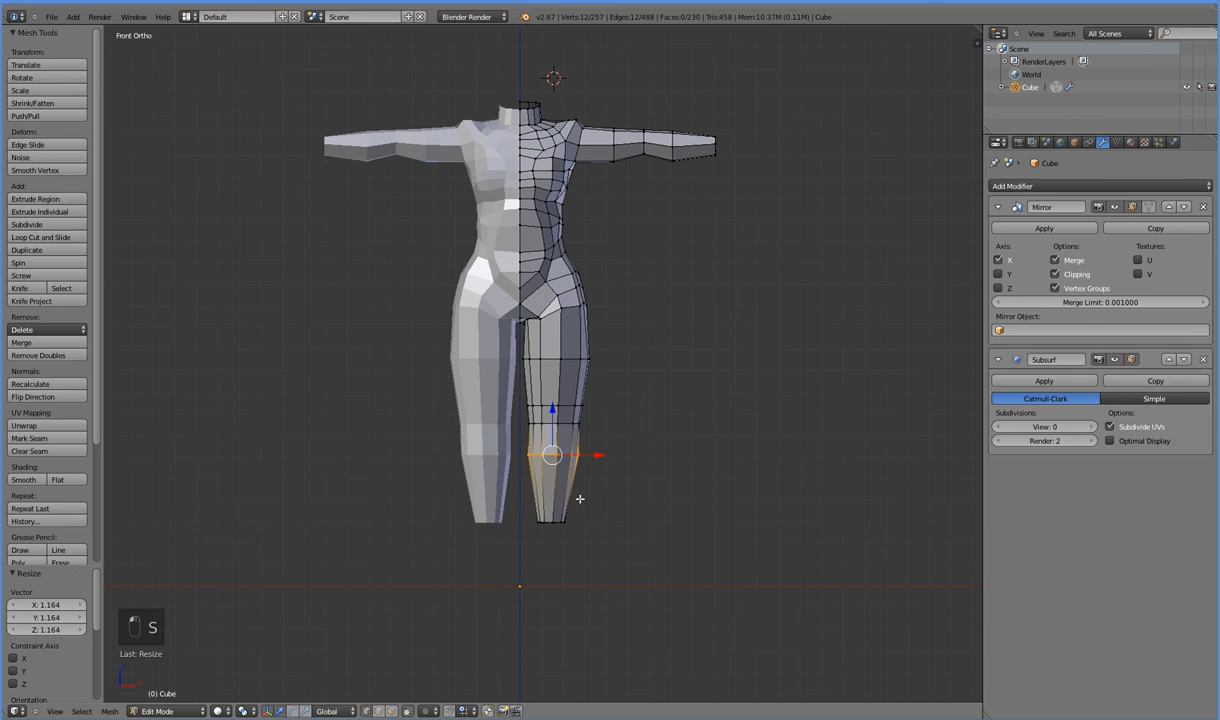 File Add Render Window Help Default Scene Blender Render v2.67 | Verts:12/257 | Edges:12/488 | Faces:0/230 | Tris:458 | Mem:10.37M (0.11M) | Cube
Mesh Tools
Transform:
Translate
Rotate
Scale
Shrink/Fatten
Push/Pull
Deform:
Edge Slide
Noise
Smooth Vertex
Add:
Extrude Region
Extrude Individual
Subdivide
Loop Cut and Slide
Duplicate
Spin
Screw
Knife Select
Knife Project
Remove:
Delete
Merge
Remove Doubles
Normals:
Recalculate
Flip Direction
UV Mapping:
Unwrap
Mark Seam
Clear Seam
Shading:
Smooth Flat
Repeat:
Repeat Last
History...
Grease Pencil:
Draw Line
Poly Erase
Resize
Vector
X: 1.164
Y: 1.164
Z: 1.164
Constraint Axis
X
Y
Z
Orientation
Front Ortho
S
Last: Resize
(0) Cube
View Select Mesh Edit Mode Global
View Search All Scenes
Scene
RenderLayers |
World
Cube |
Cube
Add Modifier
Mirror
Apply Copy
Axis: Options: Textures:
X Merge U
Y Clipping V
Z Vertex Groups
Merge Limit: 0.001000
Mirror Object:
Subsurf
Apply Copy
Catmull-Clark Simple
Subdivisions: Options:
View: 0 Subdivide UVs
Render: 2 Optimal Display